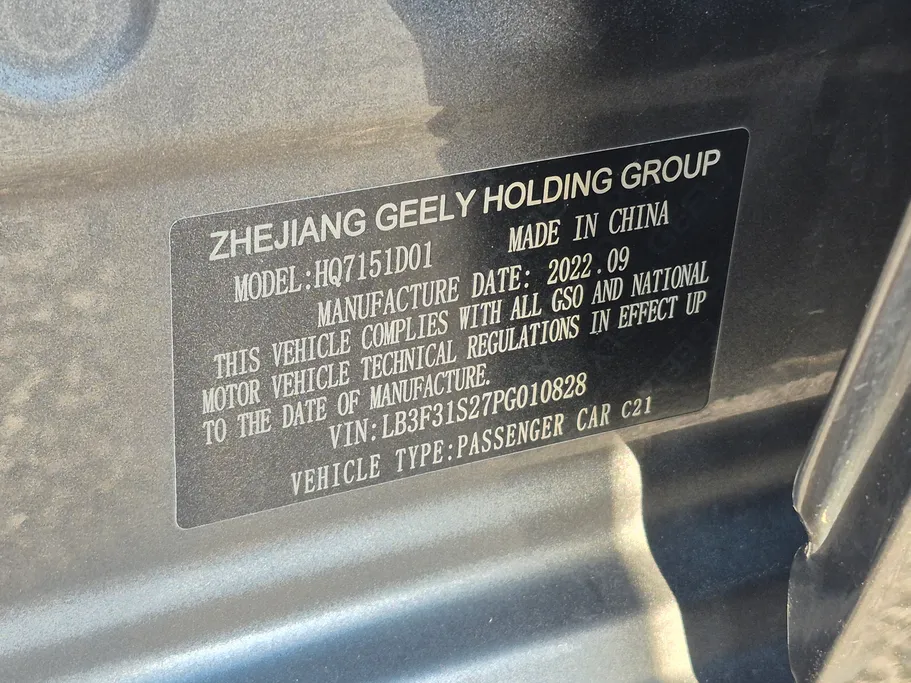 ZHEJIANG GEELY HOLDING GROUP
MODEL:HQ7151D01 MADE IN CHINA
MANUFACTURE DATE: 2022.09
THIS VEHICLE COMPLIES WITH ALL GSO AND NATIONAL
MOTOR VEHICLE TECHNICAL REGULATIONS IN EFFECT UP
TO THE DATE OF MANUFACTURE.
VIN:LB3F31S27PG010828
VEHICLE TYPE:PASSENGER CAR C21